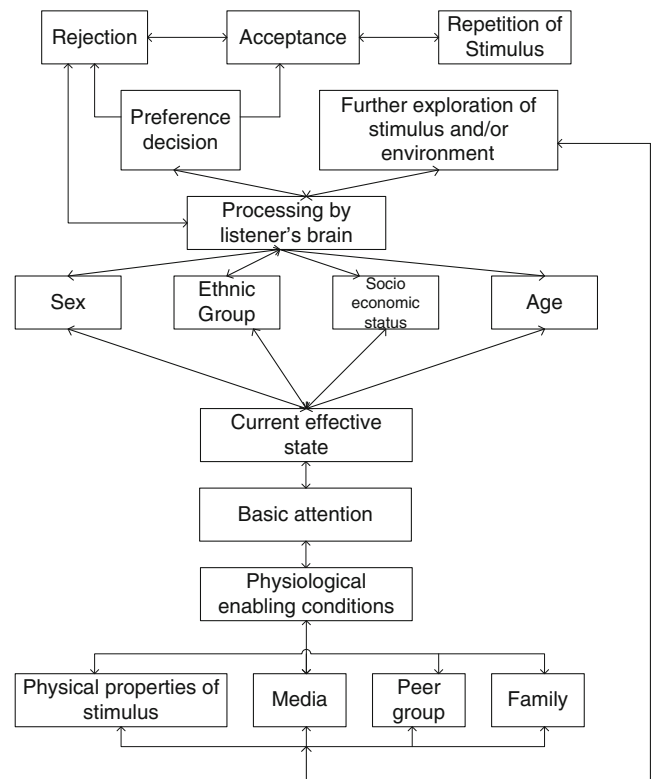 Rejection
Acceptance
Repetition of
Stimulus
Preference
decision
Further exploration of
stimulus and/or
environment
Processing by
listener's brain
Sex
Ethnic
Group
Socio
economic
status
Age
Current effective
state
Basic attention
Physiological
enabling conditions
Physical properties of
stimulus
Media
Peer
group
Family